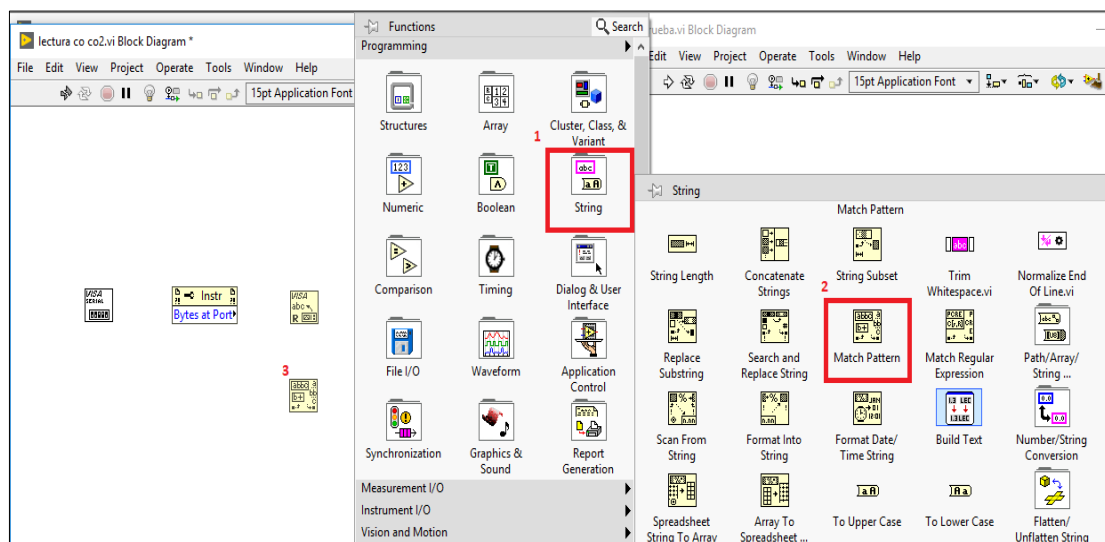 lectura co co2.vi Block Diagram *
File Edit View Project Operate Tools Window Help
15pt Application Font
VISA
SERIAL
Instr
Bytes at Port
VISA
abc
R
3
Functions
Search
Programming
Structures
Array
Cluster, Class, &
Variant
1
Numeric
Boolean
String
Comparison
Timing
Dialog & User
Interface
File I/O
Waveform
Application
Control
Synchronization
Graphics &
Sound
Report
Generation
Measurement I/O
Instrument I/O
Vision and Motion
ueba.vi Block Diagram
Edit View Project Operate Tools Window Help
15pt Application Font
String
Match Pattern
String Length
Concatenate
Strings
String Subset
Trim
Whitespace.vi
Normalize End
Of Line.vi
2
Replace
Substring
Search and
Replace String
Match Pattern
Match Regular
Expression
Path/Array/
String ...
Scan From
String
Format Into
String
Format Date/
Time String
Build Text
Number/String
Conversion
Spreadsheet
String To Array
Array To
Spreadsheet ...
To Upper Case
To Lower Case
Flatten/
Unflatten String